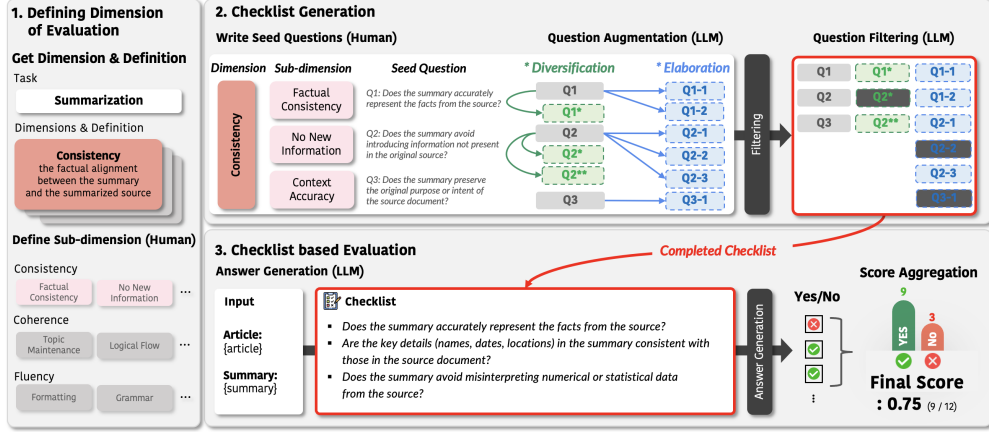 1. Defining Dimension
of Evaluation
Get Dimension & Definition
Task
Summarization
Dimensions & Definition
Consistency
the factual alignment
between the summary
and the summarized source
Define Sub-dimension (Human)
Consistency
Factual
Consistency
No New
Information
...
Coherence
Topic
Maintenance
Logical Flow
...
Fluency
Formatting
Grammar
...
2. Checklist Generation
Write Seed Questions (Human)
Question Augmentation (LLM)
Question Filtering (LLM)
Dimension
Sub-dimension
Seed Question
* Diversification
* Elaboration
Consistency
Factual
Consistency
No New
Information
Context
Accuracy
Q1: Does the summary accurately
represent the facts from the source?
Q2: Does the summary avoid
introducing information not present
in the original source?
Q3: Does the summary preserve
the original purpose or intent of
the source document?
Q1
Q1*
Q2
Q2*
Q2**
Q3
Q1-1
Q1-2
Q2-1
Q2-2
Q2-3
Q3-1
Filtering
Q1
Q1*
Q1-1
Q2
Q2*
Q1-2
Q3
Q2**
Q2-1
Q2-2
Q2-3
Q3-1
3. Checklist based Evaluation
Completed Checklist
Answer Generation (LLM)
Input
Article:
{article}
Summary:
{summary}
Checklist
▪ Does the summary accurately represent the facts from the source?
▪ Are the key details (names, dates, locations) in the summary consistent with
those in the source document?
▪ Does the summary avoid misinterpreting numerical or statistical data
from the source?
Answer Generation
Yes/No
⋮
Score Aggregation
9
YES
3
No
Final Score
: 0.75 (9 / 12)